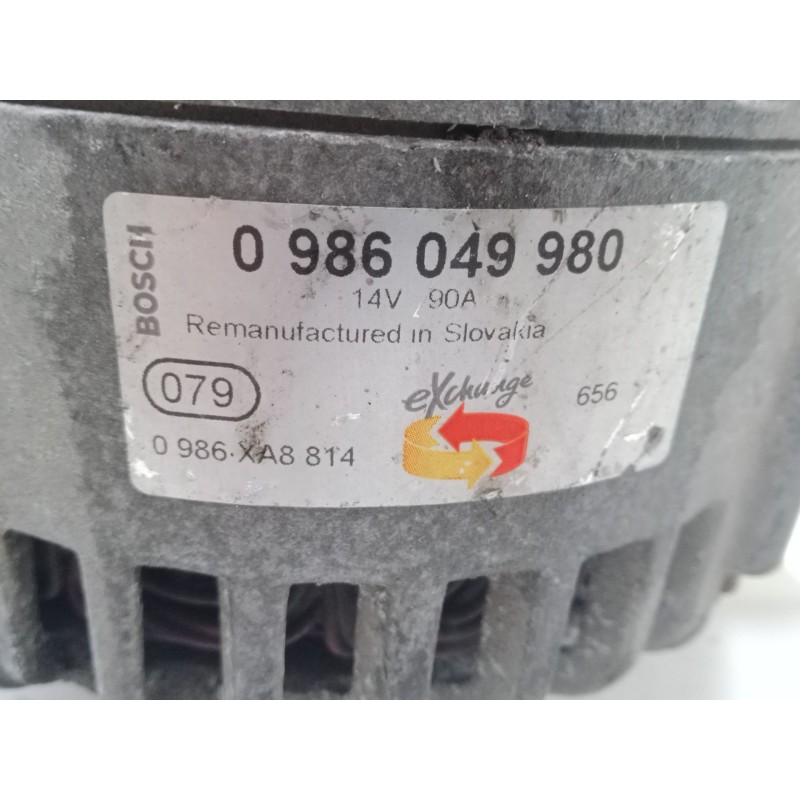 BOSCH
0 986 049 980
14V 90A
Remanufactured in Slovakia
079
eXchange
656
0 986 XA8 814